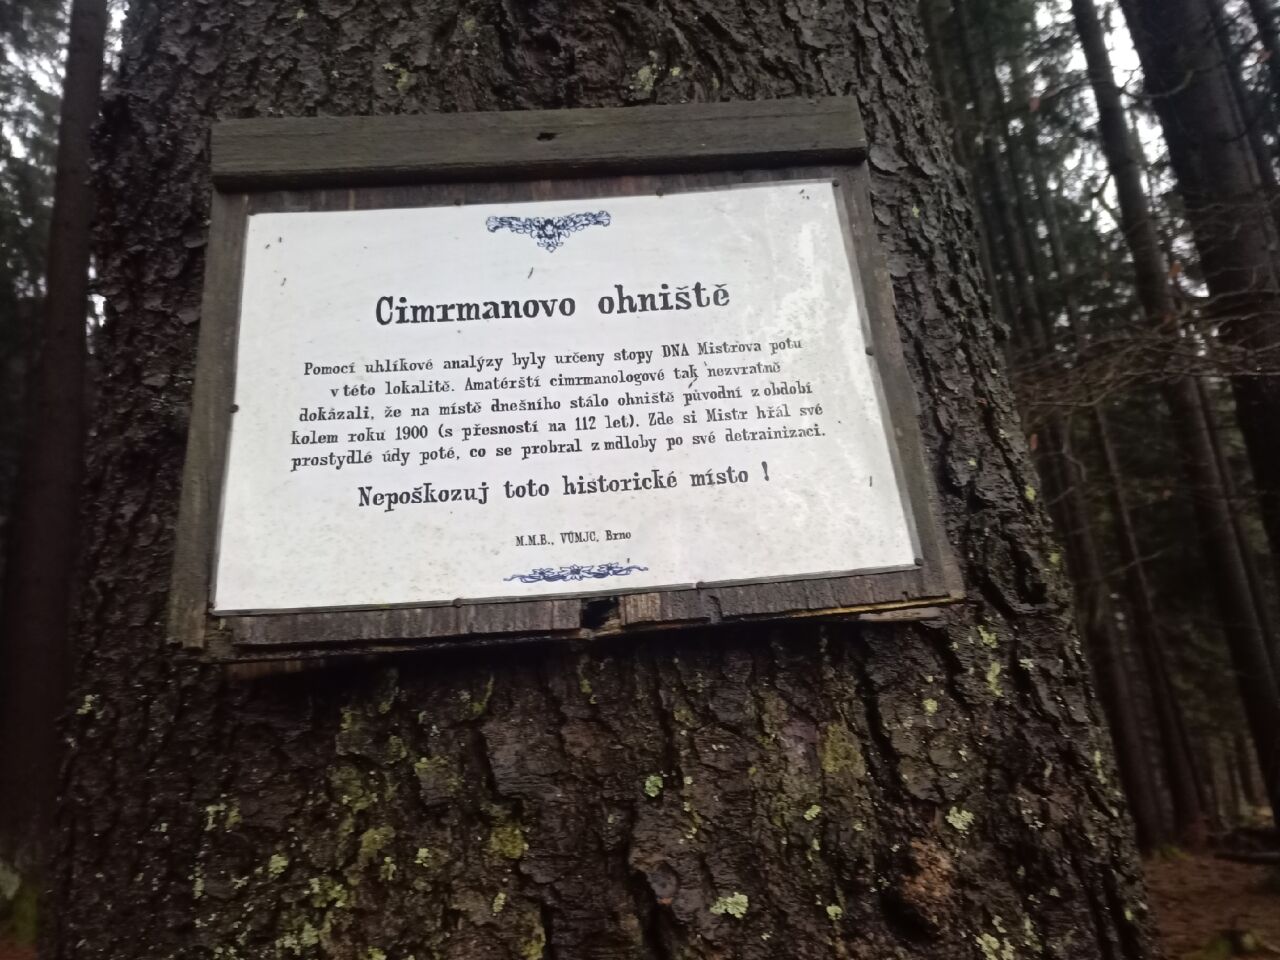 Cimrmanovo ohniště
Pomocí uhlíkové analýzy byly určeny stopy DNA Mistrova potu
v této lokalitě. Amatérští cimrmanologové tak nezvratně
dokázali, že na místě dnešního stálo ohniště původní z období
kolem roku 1900 (s přesností na 112 let). Zde si Mistr hřál své
prostydlé údy poté, co se probral z mdloby po své detrainizaci.
Nepoškozuj toto historické místo !
M.M.B., VÚMJC, Brno